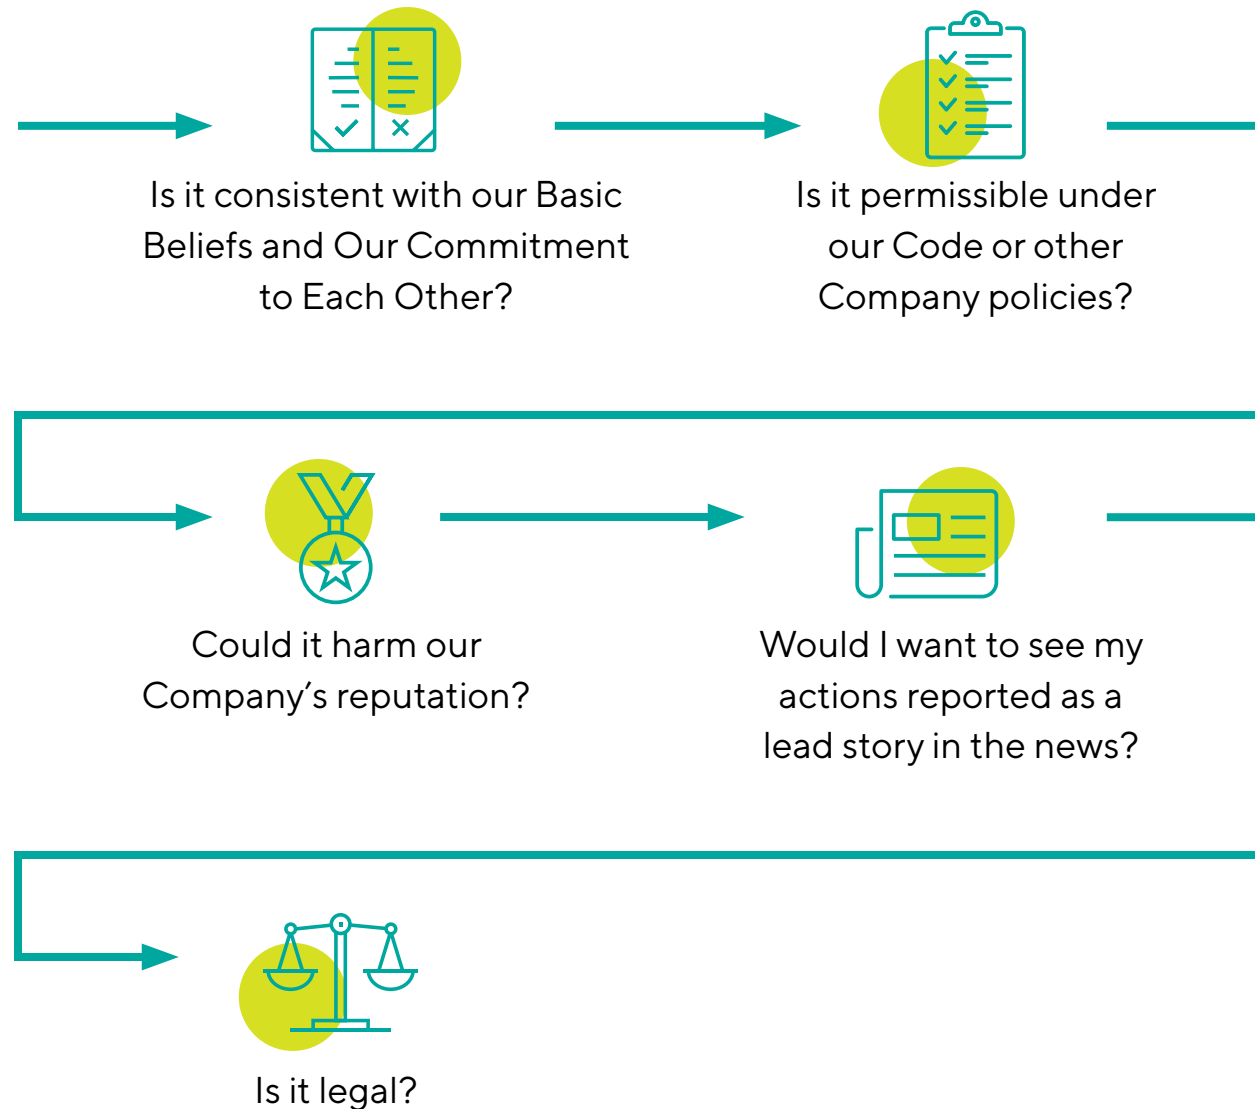 Is it consistent with our Basic
Beliefs and Our Commitment
to Each Other?
Is it permissible under
our Code or other
Company policies?
Could it harm our
Company’s reputation?
Would I want to see my
actions reported as a
lead story in the news?
Is it legal?